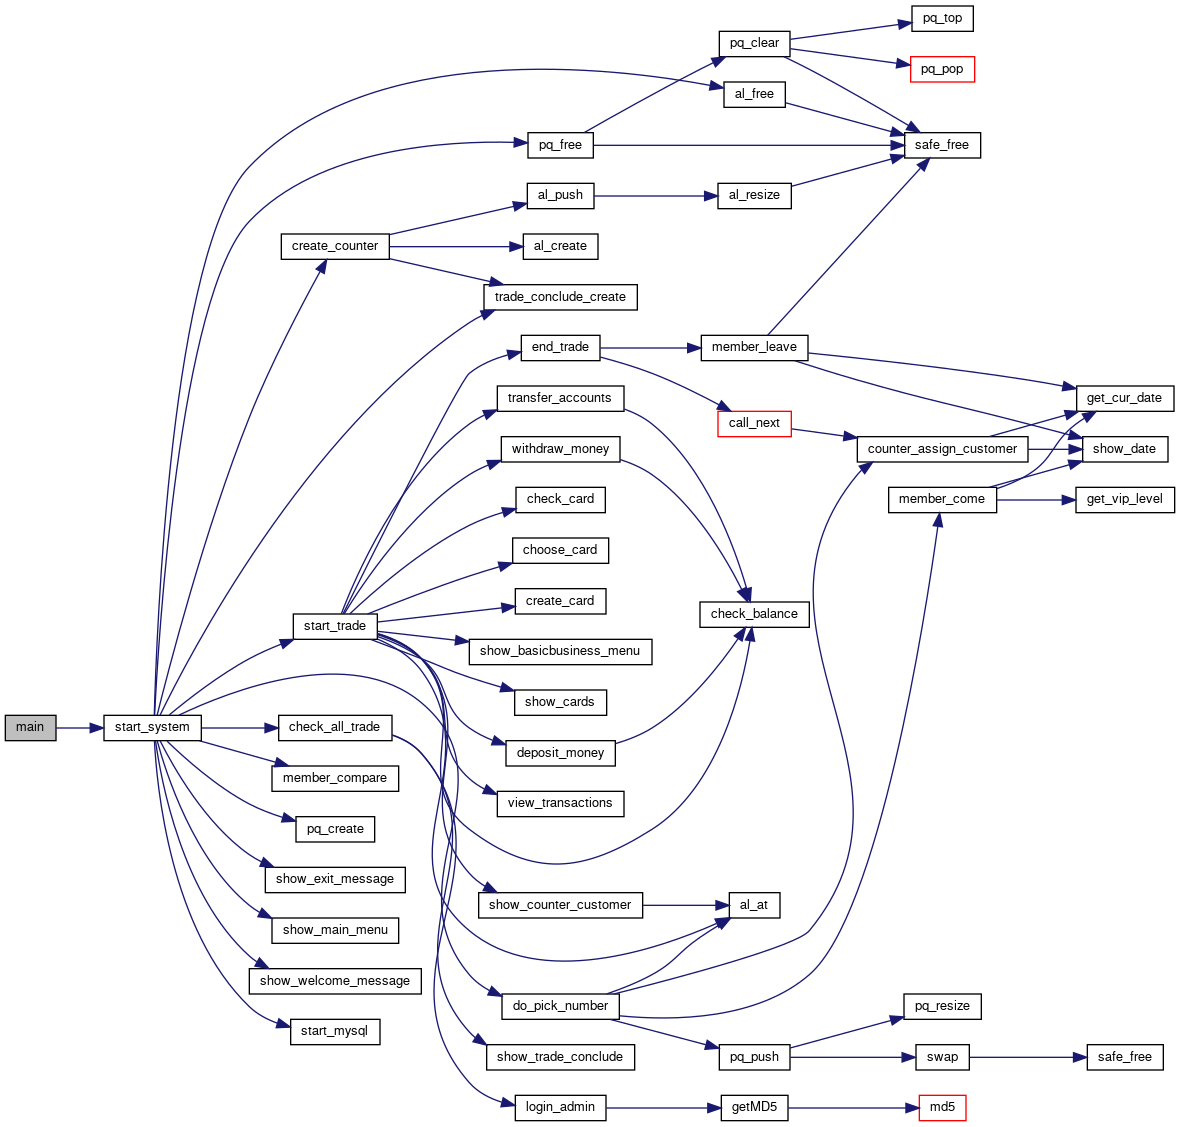 pq_top
pq_clear
pq_pop
al_free
pq_free
safe_free
al_push
al_resize
create_counter
al_create
trade_conclude_create
end_trade
member_leave
transfer_accounts
get_cur_date
call_next
withdraw_money
counter_assign_customer
show_date
check_card
member_come
get_vip_level
choose_card
create_card
check_balance
start_trade
show_basicbusiness_menu
show_cards
main
start_system
check_all_trade
deposit_money
member_compare
view_transactions
pq_create
show_exit_message
show_counter_customer
al_at
show_main_menu
show_welcome_message
do_pick_number
pq_resize
start_mysql
show_trade_conclude
pq_push
swap
safe_free
login_admin
getMD5
md5